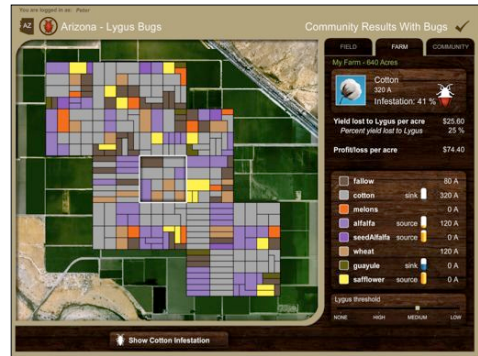 You are logged in as: Peter
AZ Arizona - Lygus Bugs
Community Results With Bugs
FIELD FARM COMMUNITY
My Farm - 640 Acres
Cotton
320 A
Infestation: 41 %
Yield lost to Lygus per acre $25.60
Percent yield lost to Lygus 25 %
Profit/loss per acre $74.40
fallow 80 A
cotton sink 320 A
melons 0 A
alfalfa source 120 A
seedAlfalfa source 0 A
wheat 120 A
guayule sink 0 A
safflower source 0 A
Lygus threshold
NONE HIGH MEDIUM LOW
Show Cotton Infestation